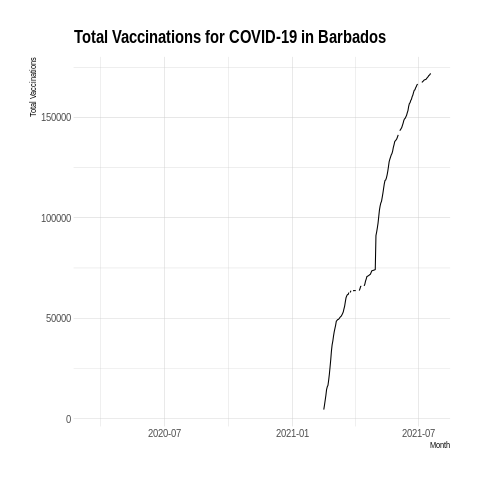 Total Vaccinations for COVID-19 in Barbados
Total Vaccinations
150000
100000
50000
0
2020-07 2021-01 2021-07
Month